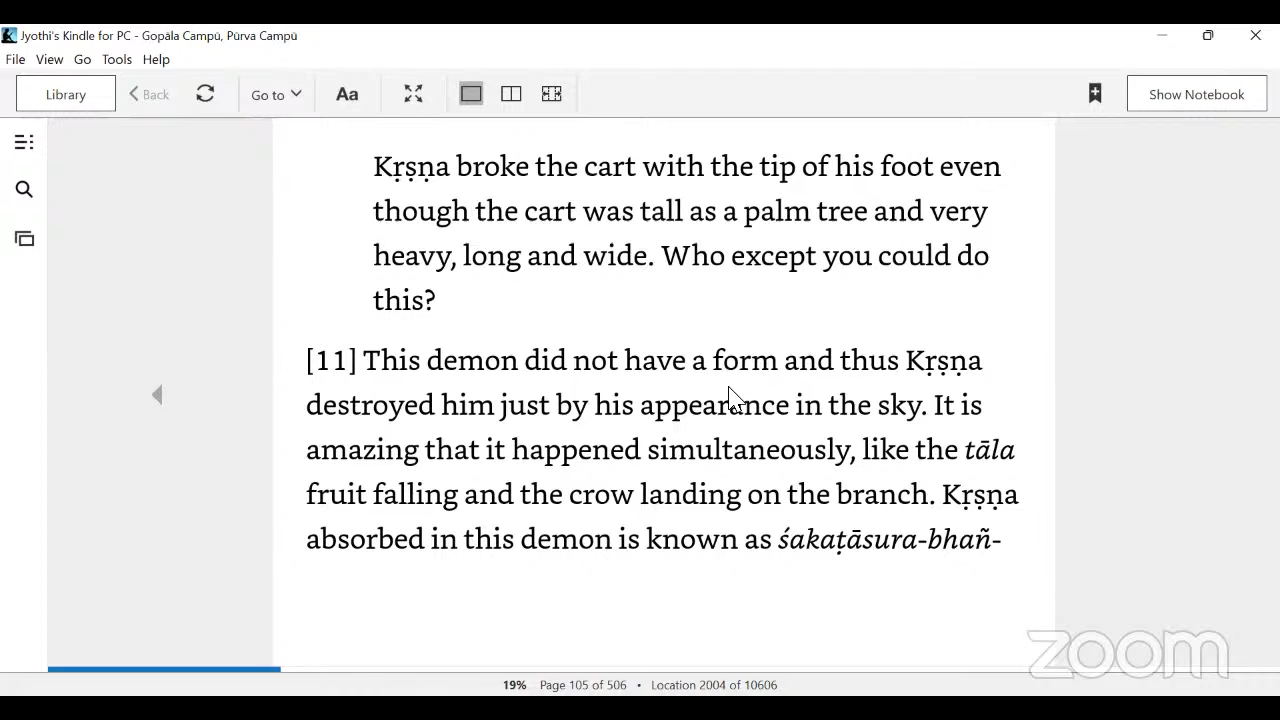 Jyothi's Kindle for PC - Gopāla Campū, Pūrva Campū
File View Go Tools Help
Library Back Go to Aa Show Notebook
Kṛṣṇa broke the cart with the tip of his foot even
though the cart was tall as a palm tree and very
heavy, long and wide. Who except you could do
this?
[11] This demon did not have a form and thus Kṛṣṇa
destroyed him just by his appearance in the sky. It is
amazing that it happened simultaneously, like the tāla
fruit falling and the crow landing on the branch. Kṛṣṇa
absorbed in this demon is known as śakaṭāsura-bhañ-
zoom
19% Page 105 of 506 • Location 2004 of 10606